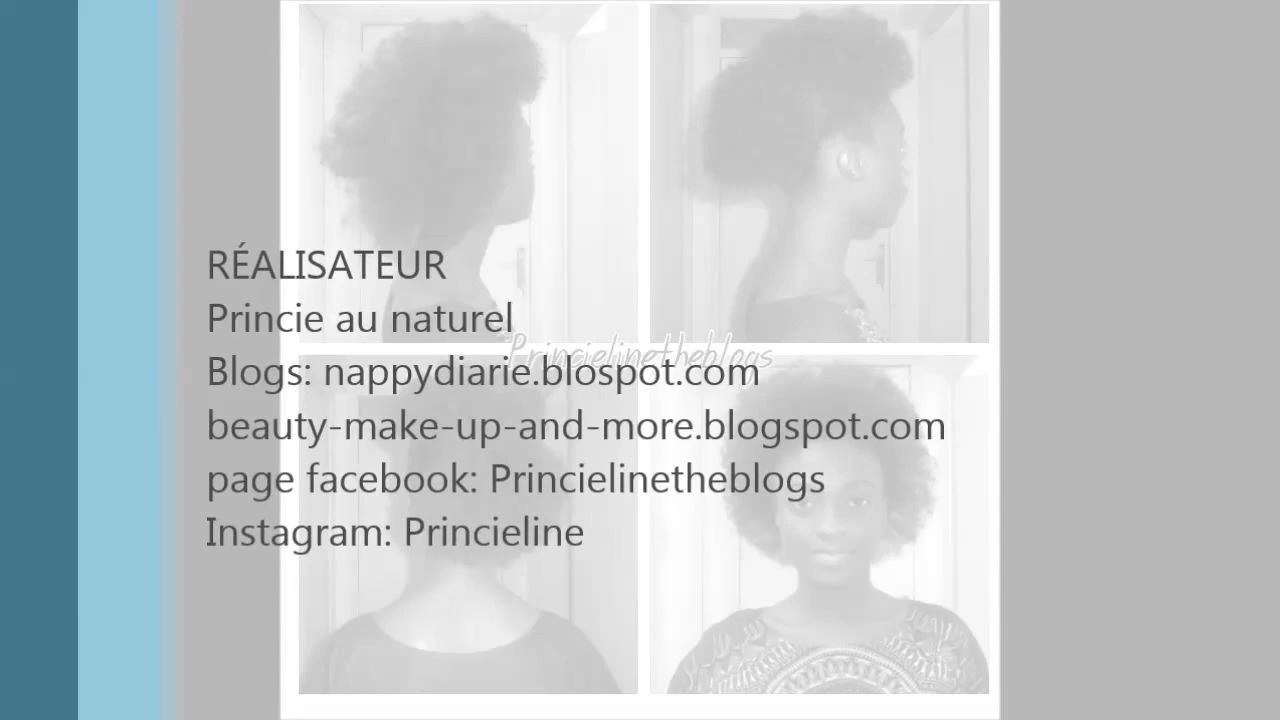 RÉALISATEUR
Princie au naturel
Princielinetheblogs
Blogs: nappydiarie.blospot.com
beauty-make-up-and-more.blogspot.com
page facebook: Princielinetheblogs
Instagram: Princieline